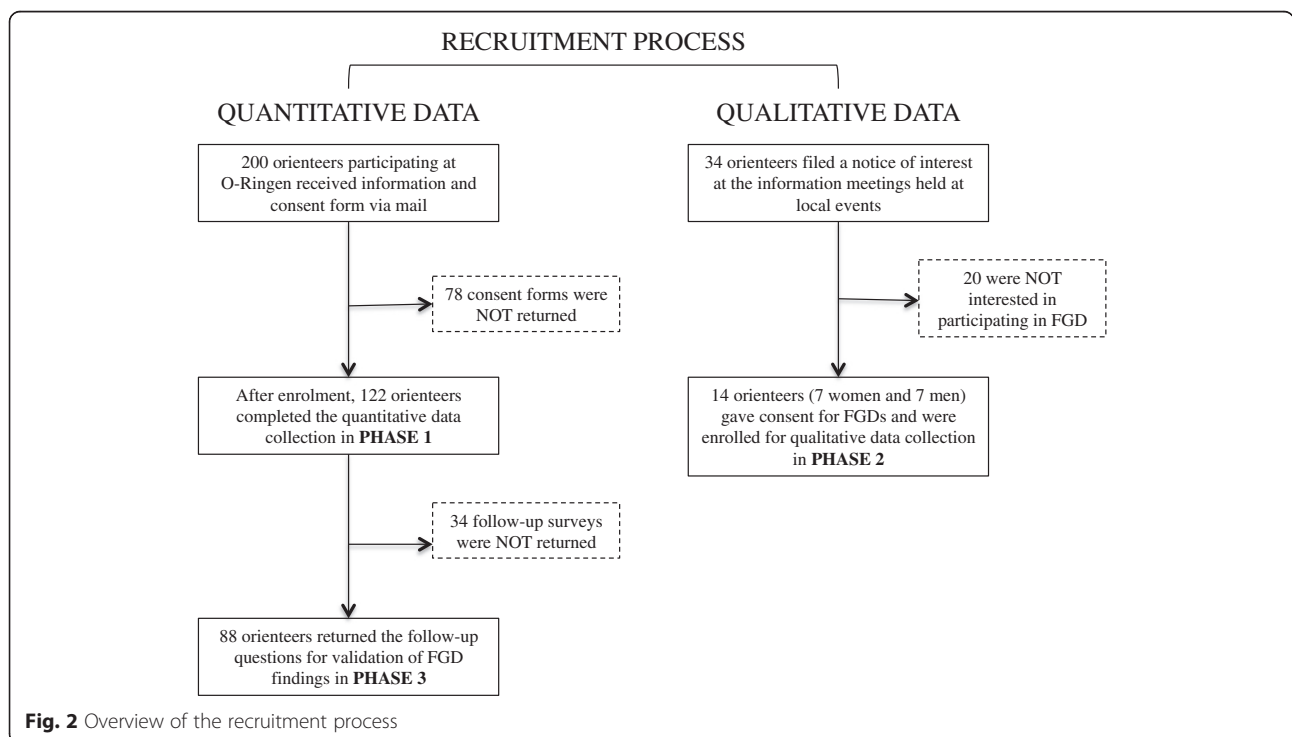 RECRUITMENT PROCESS
QUANTITATIVE DATA
200 orienteers participating at
O-Ringen received information and
consent form via mail
78 consent forms were
NOT returned
After enrolment, 122 orienteers
completed the quantitative data
collection in PHASE 1
34 follow-up surveys
were NOT returned
88 orienteers returned the follow-up
questions for validation of FGD
findings in PHASE 3
QUALITATIVE DATA
34 orienteers filed a notice of interest
at the information meetings held at
local events
20 were NOT
interested in
participating in FGD
14 orienteers (7 women and 7 men)
gave consent for FGDs and were
enrolled for qualitative data collection
in PHASE 2
Fig. 2 Overview of the recruitment process